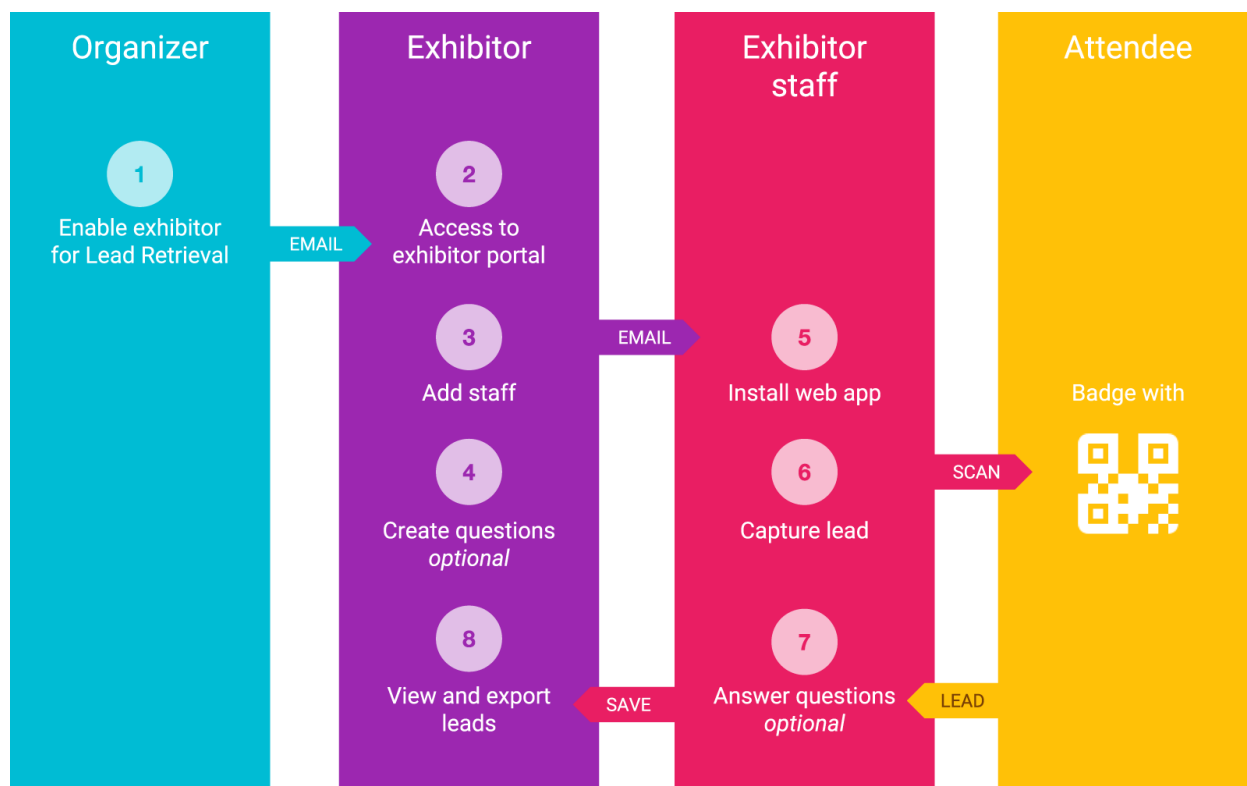 Organizer
1
Enable exhibitor
for Lead Retrieval
EMAIL
Exhibitor
2
Access to
exhibitor portal
3
Add staff
EMAIL
4
Create questions
optional
8
View and export
leads
SAVE
Exhibitor
staff
5
Install web app
6
Capture lead
SCAN
7
Answer questions
optional
LEAD
Attendee
Badge with